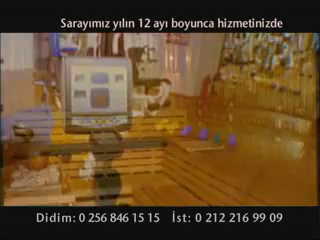 Sarayımız yılın 12 ayı boyunca hizmetinizde
Didim: 0 256 846 15 15 İst: 0 212 216 99 09